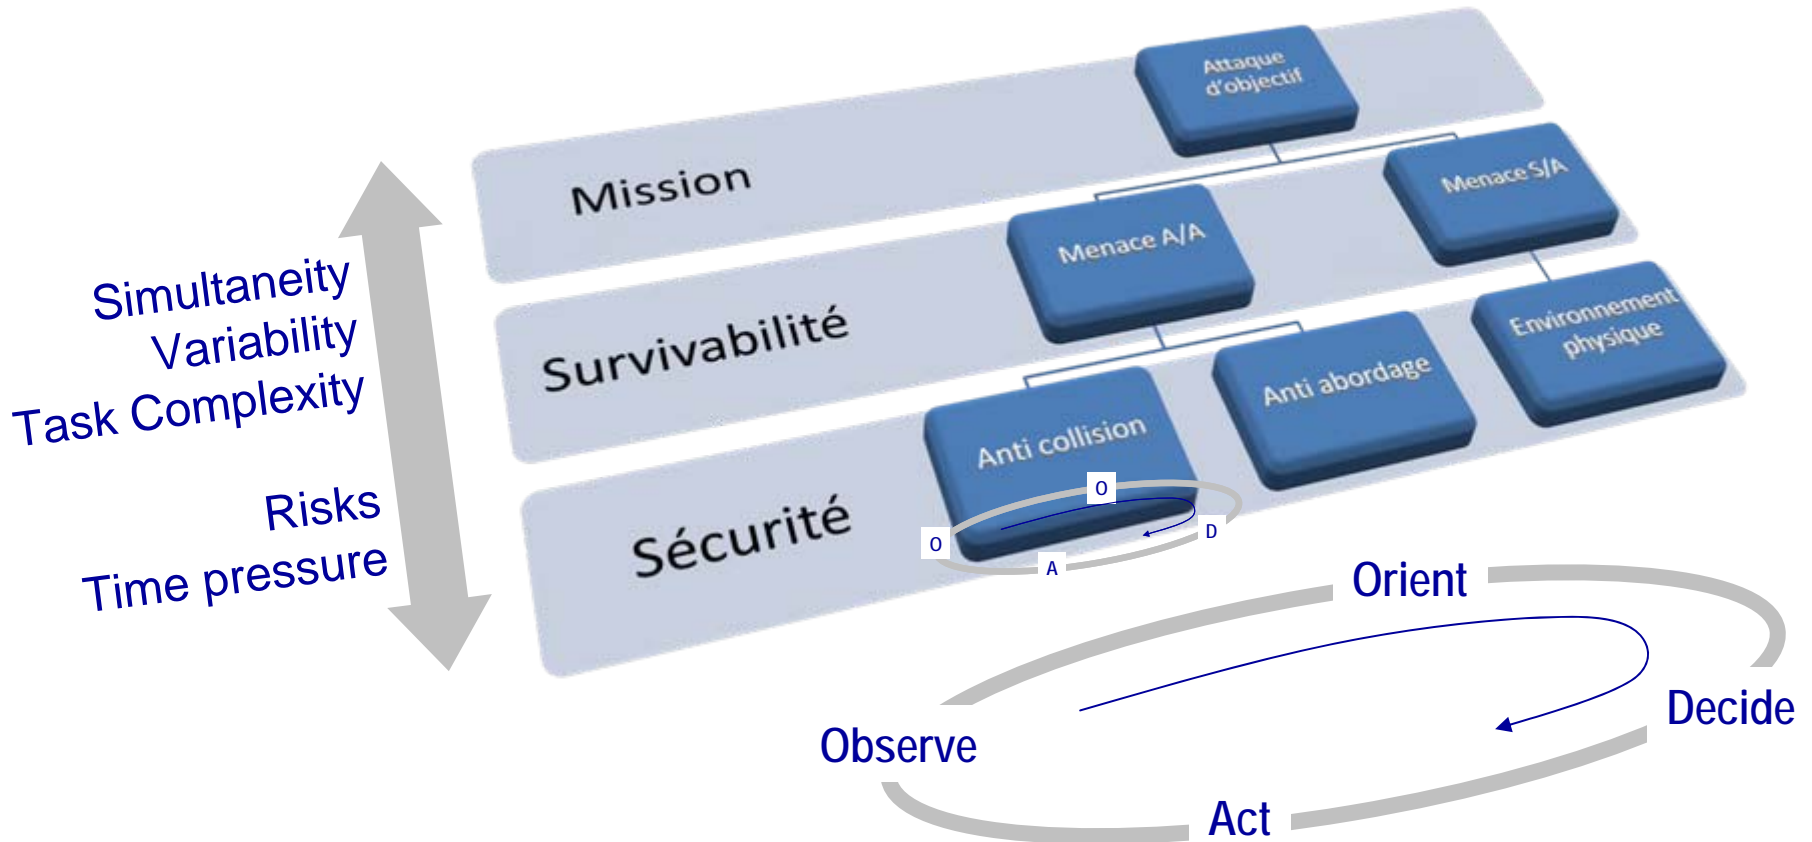 Attaque
d'objectif
Mission
Menace S/A
Menace A/A
Survivabilité
Environnement
physique
Anti abordage
Anti collision
Sécurité
Simultaneity
Variability
Task Complexity
Risks
Time pressure
O
O
D
A
Orient
Decide
Observe
Act